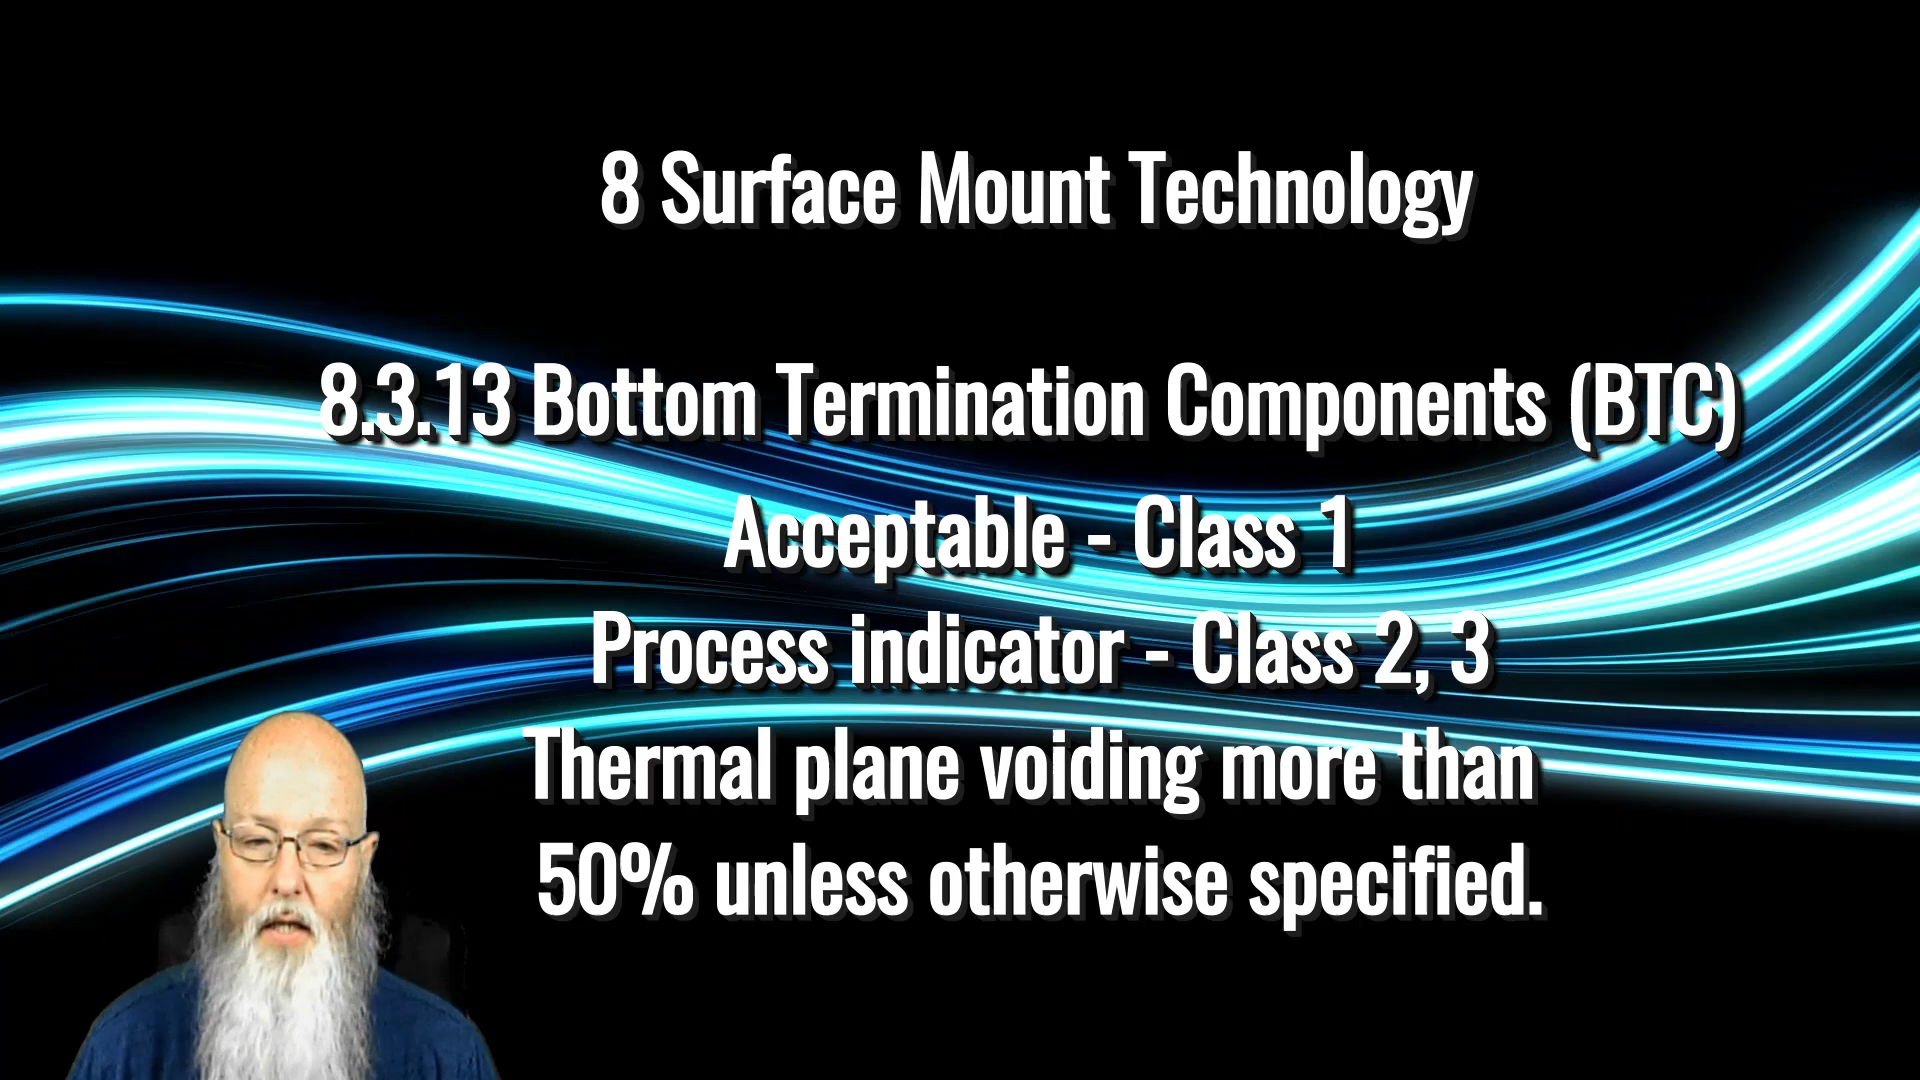 8 Surface Mount Technology
8.3.13 Bottom Termination Components (BTC)
Acceptable - Class 1
Process indicator - Class 2, 3
Thermal plane voiding more than
50% unless otherwise specified.